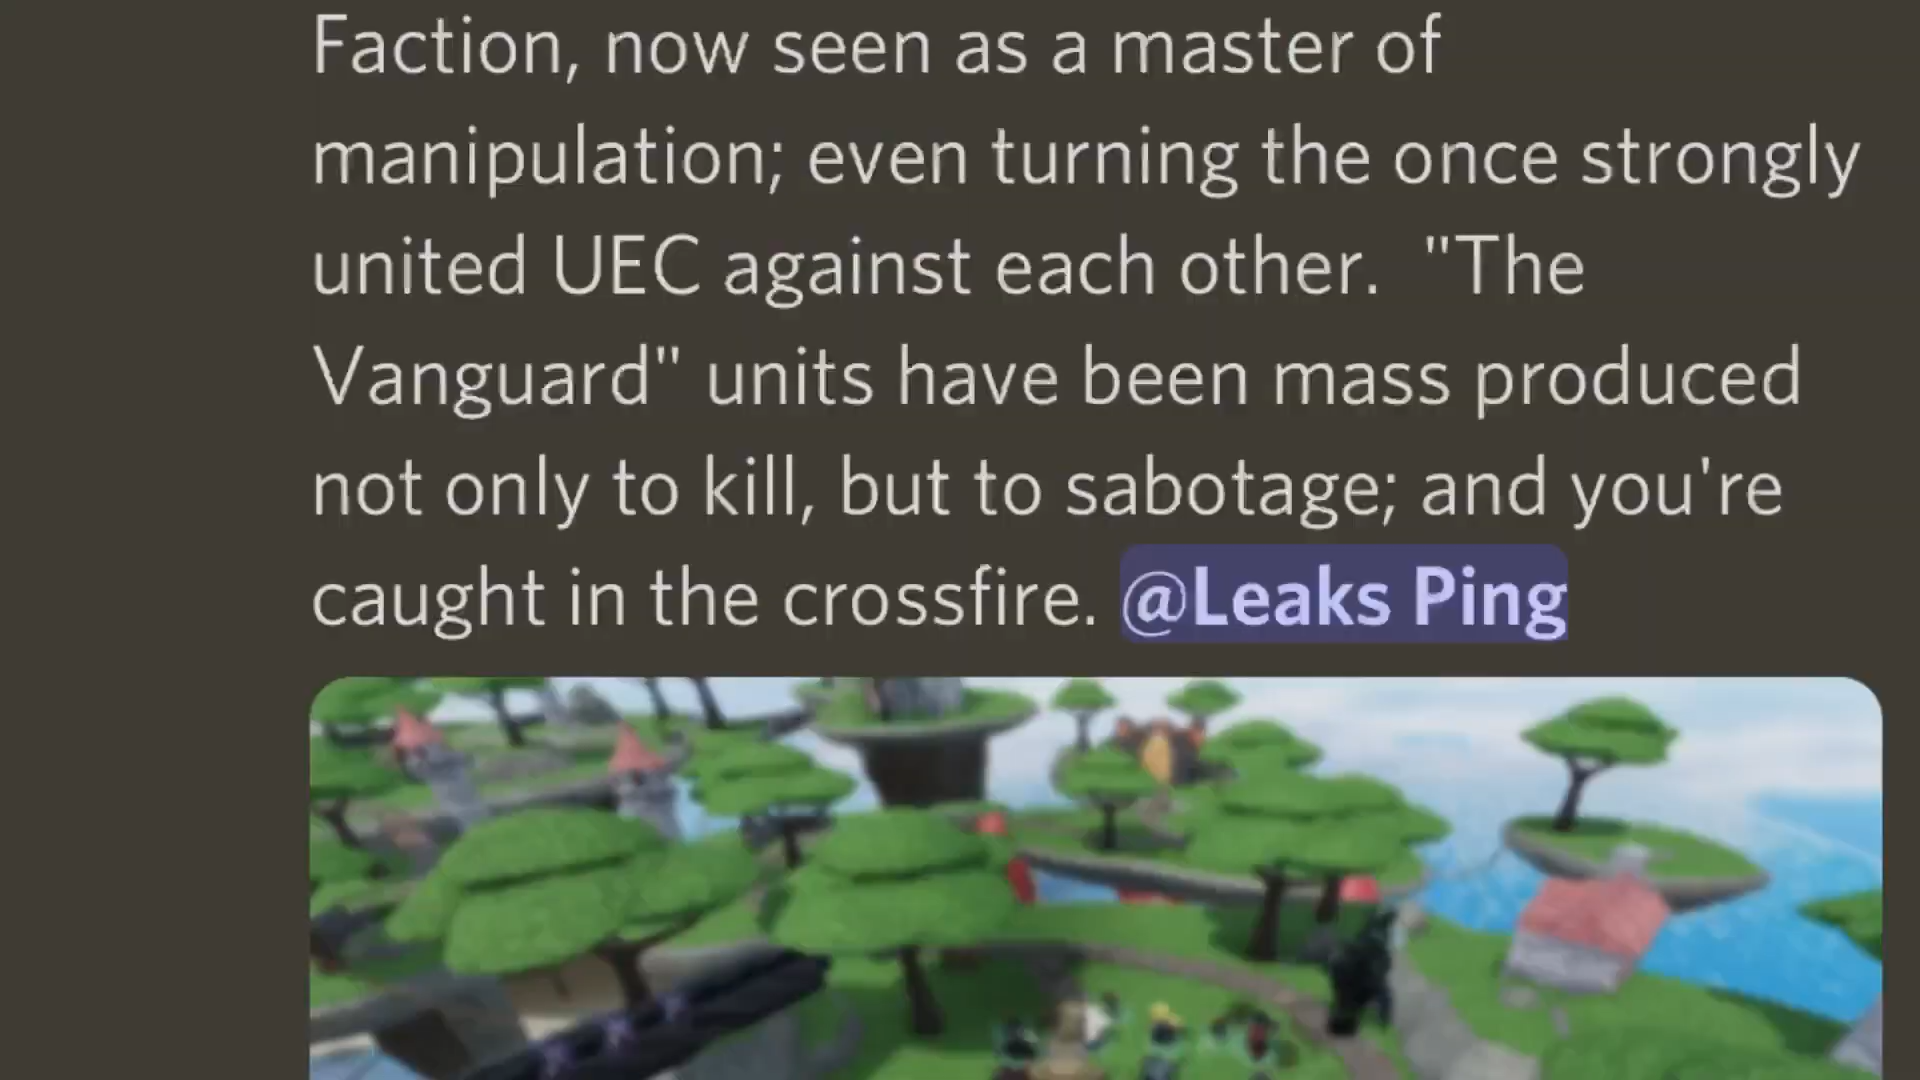 Faction, now seen as a master of
manipulation; even turning the once strongly
united UEC against each other.  "The
Vanguard" units have been mass produced
not only to kill, but to sabotage; and you're
caught in the crossfire. @Leaks Ping